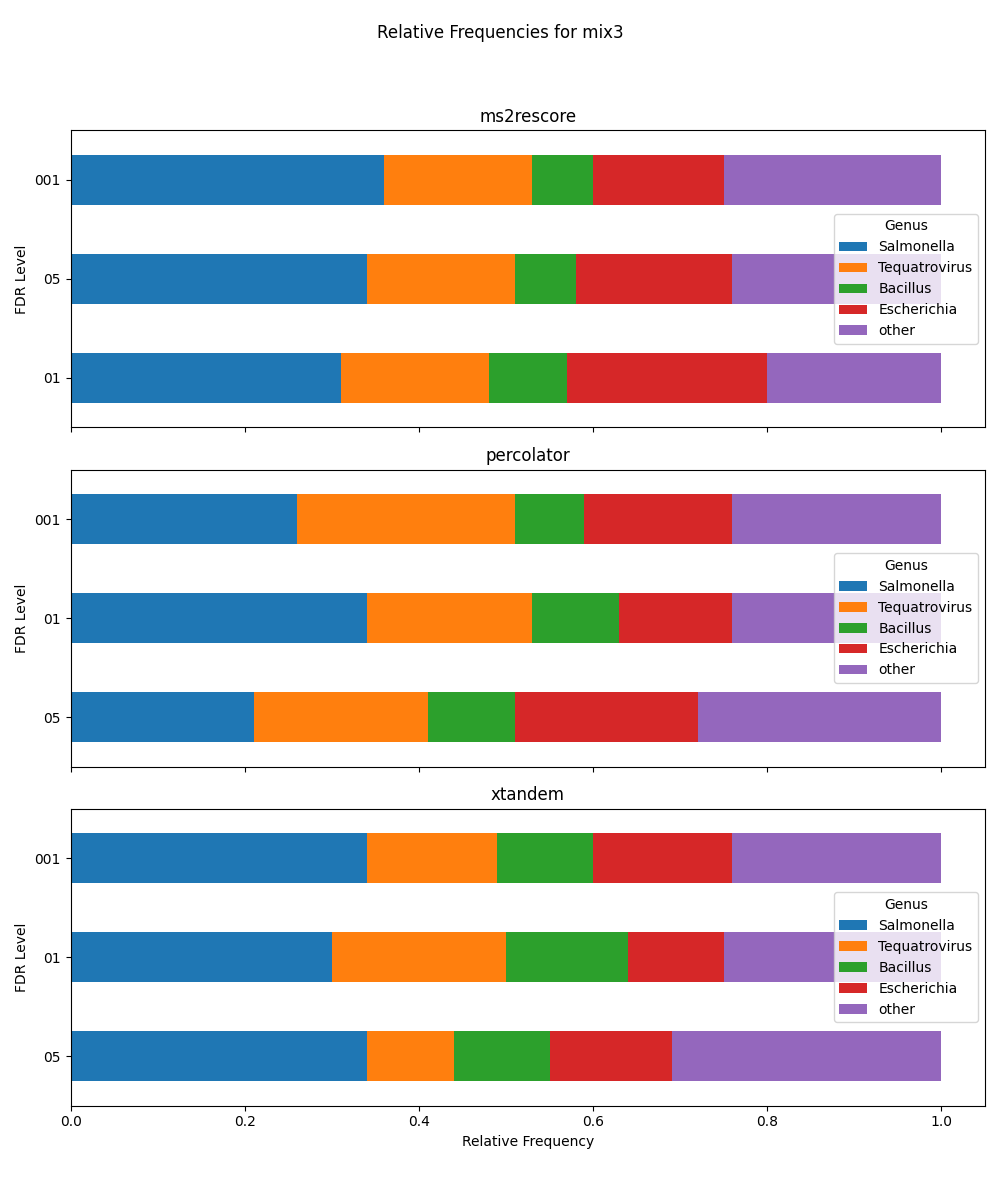 Relative Frequencies for mix3
ms2rescore
FDR Level
001
05
01
Genus
Salmonella
Tequatrovirus
Bacillus
Escherichia
other
percolator
FDR Level
001
01
05
Genus
Salmonella
Tequatrovirus
Bacillus
Escherichia
other
xtandem
FDR Level
001
01
05
Genus
Salmonella
Tequatrovirus
Bacillus
Escherichia
other
0.0 0.2 0.4 0.6 0.8 1.0
Relative Frequency